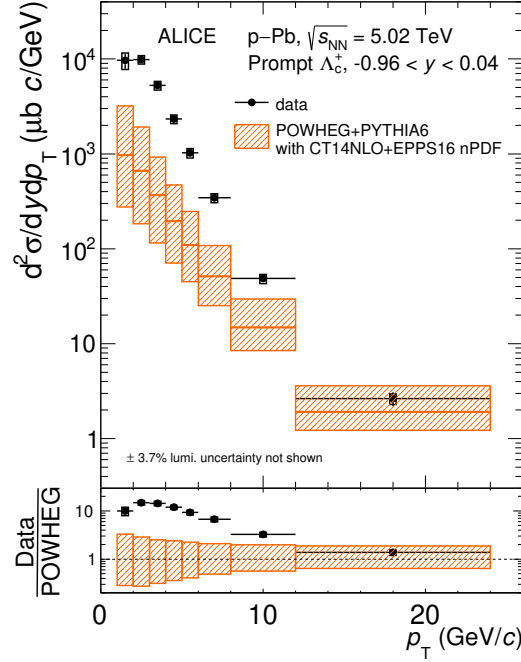 ALICE
p-Pb, √s_NN = 5.02 TeV
Prompt Λ_c^+, -0.96 < y < 0.04
data
POWHEG+PYTHIA6
with CT14NLO+EPPS16 nPDF
d²σ/dydp_T (μb c/GeV)
10⁴
10³
10²
10
1
± 3.7% lumi. uncertainty not shown
Data
POWHEG
10
1
0 10 20
p_T (GeV/c)